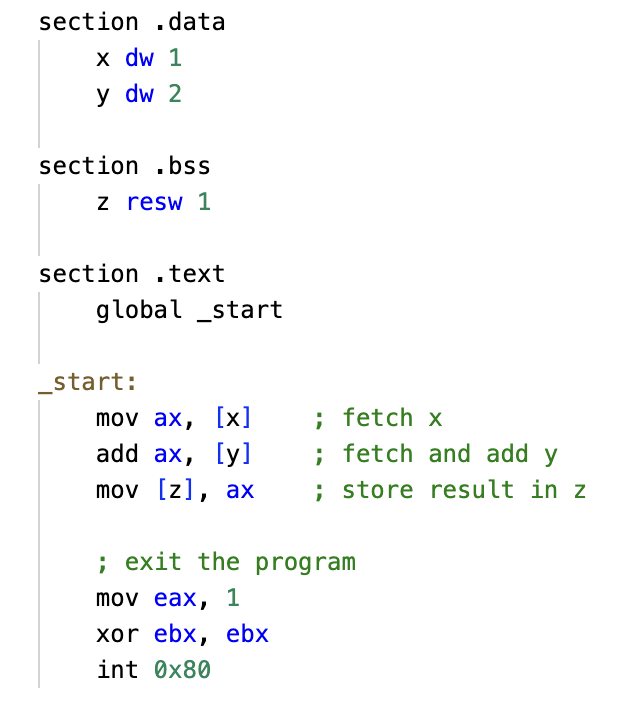 section .data
    x dw 1
    y dw 2

section .bss
    z resw 1

section .text
    global _start

_start:
    mov ax, [x]    ; fetch x
    add ax, [y]    ; fetch and add y
    mov [z], ax    ; store result in z

    ; exit the program
    mov eax, 1
    xor ebx, ebx
    int 0x80